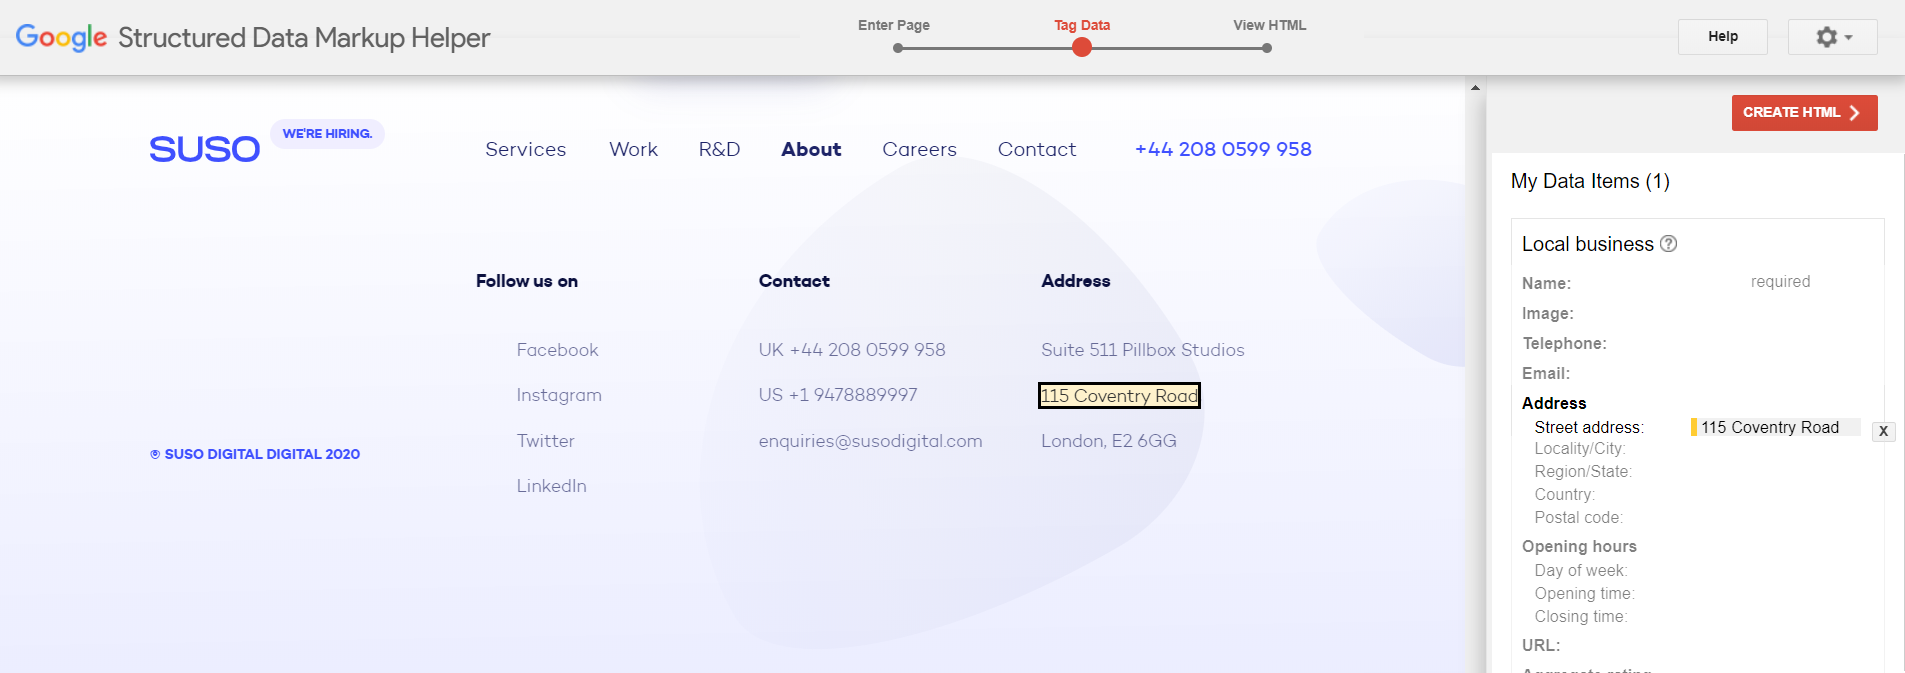 Google Structured Data Markup Helper
Enter Page
Tag Data
View HTML
Help
SUSO
WE'RE HIRING.
Services
Work
R&D
About
Careers
Contact
+44 208 0599 958
Follow us on
Facebook
Instagram
Twitter
LinkedIn
Contact
UK +44 208 0599 958
US +1 9478889997
enquiries@susodigital.com
Address
Suite 511 Pillbox Studios
115 Coventry Road
London, E2 6GG
© SUSO DIGITAL DIGITAL 2020
CREATE HTML
My Data Items (1)
Local business ?
Name: required
Image:
Telephone:
Email:
Address
Street address: 115 Coventry Road X
Locality/City:
Region/State:
Country:
Postal code:
Opening hours
Day of week:
Opening time:
Closing time:
URL:
Aggregate rating